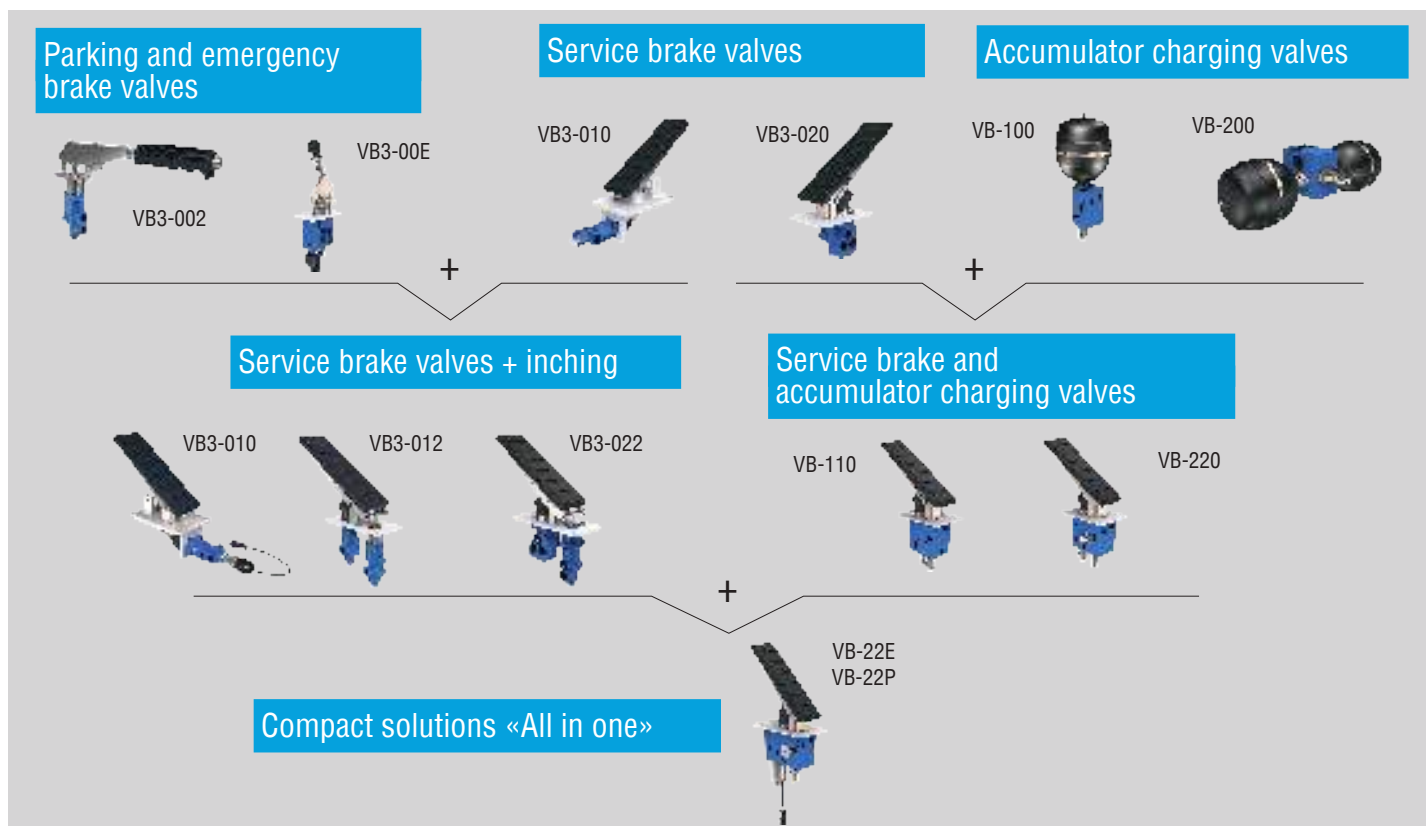 Parking and emergency
brake valves
Service brake valves
Accumulator charging valves
VB3-002
VB3-00E
VB3-010
VB3-020
VB-100
VB-200
+
+
Service brake valves + inching
Service brake and
accumulator charging valves
VB3-010
VB3-012
VB3-022
VB-110
VB-220
+
VB-22E
VB-22P
Compact solutions «All in one»